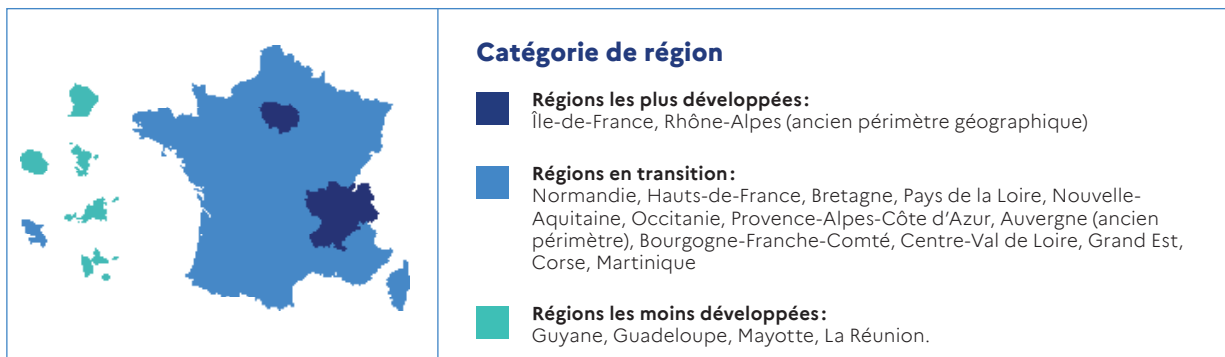 Catégorie de région
Régions les plus développées:
Île-de-France, Rhône-Alpes (ancien périmètre géographique)
Régions en transition:
Normandie, Hauts-de-France, Bretagne, Pays de la Loire, Nouvelle-
Aquitaine, Occitanie, Provence-Alpes-Côte d'Azur, Auvergne (ancien
périmètre), Bourgogne-Franche-Comté, Centre-Val de Loire, Grand Est,
Corse, Martinique
Régions les moins développées:
Guyane, Guadeloupe, Mayotte, La Réunion.